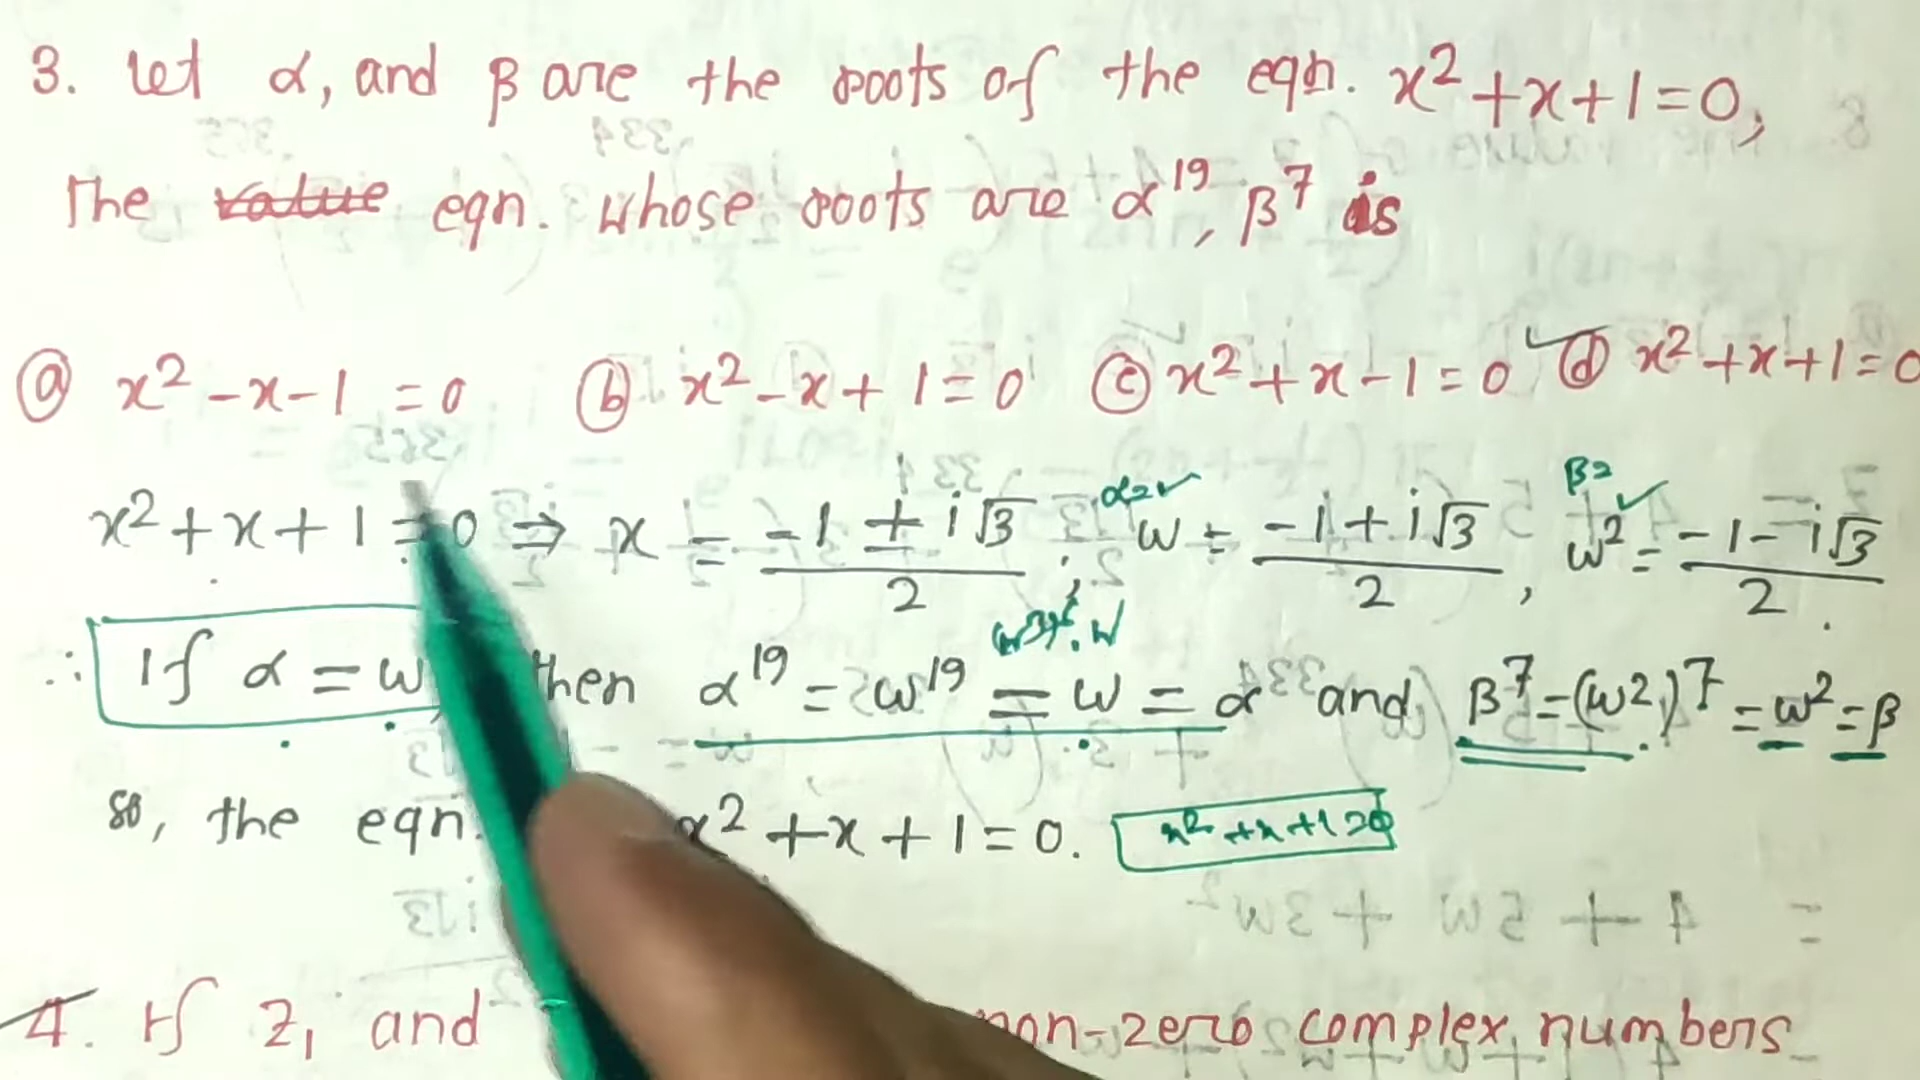 3. Let α, and β are the roots of the eqn. x²+x+1=0,
The value eqn. whose roots are α¹⁹, β⁷ is
ⓐ x²-x-1=0 ⓑ x²-x+1=0 ⓒ x²+x-1=0 ⓓ x²+x+1=0
α= β=
x²+x+1=0 ⇒ x = (-1±i√3)/2 ; ω = (-1+i√3)/2, ω² = (-1-i√3)/2.
(ω³)⁶.ω
∴ If α=ω, then α¹⁹=ω¹⁹=ω=α and β⁷=(ω²)⁷=ω²=β
so, the eqn. x²+x+1=0. x²+x+1=0
4. If z₁ and non-zero complex numbers